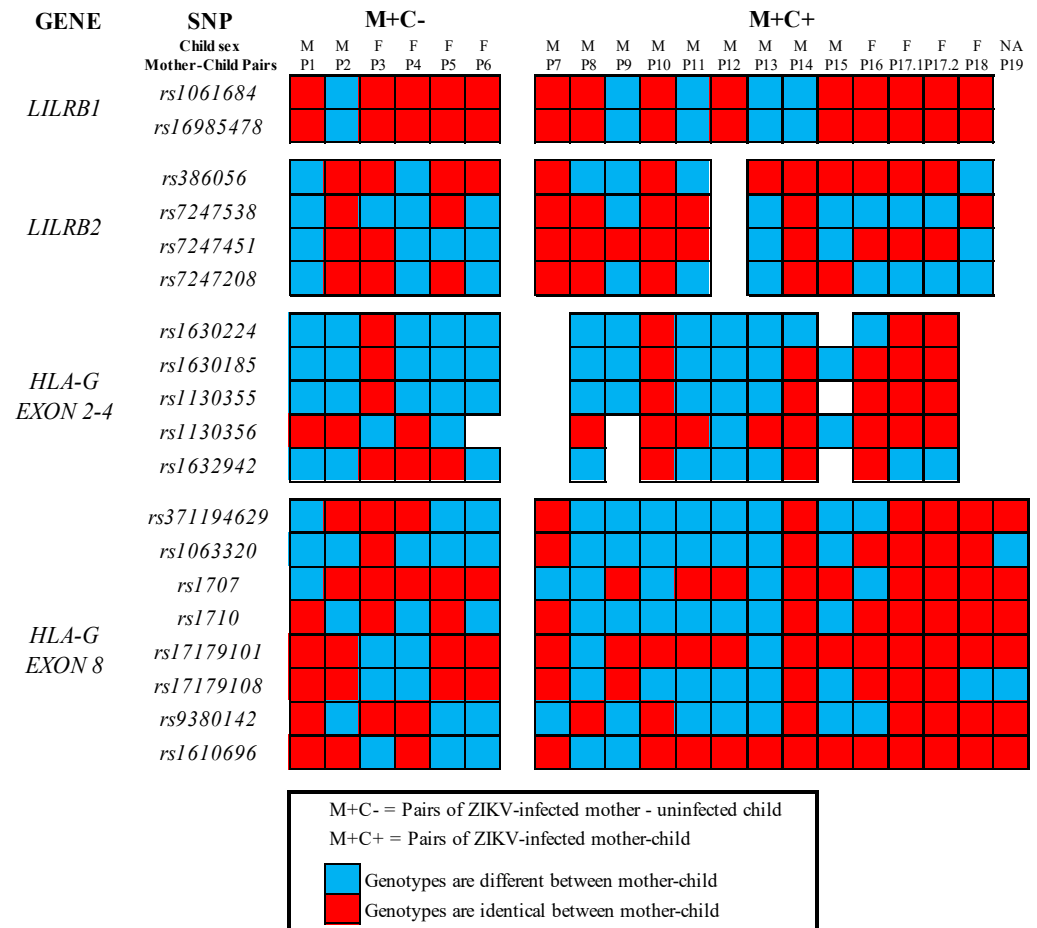 GENE SNP M+C- M+C+
Child sex M M F F F F M M M M M M M M M F F F F NA
Mother-Child Pairs P1 P2 P3 P4 P5 P6 P7 P8 P9 P10 P11 P12 P13 P14 P15 P16 P17.1 P17.2 P18 P19
LILRB1
rs1061684
rs16985478
LILRB2
rs386056
rs7247538
rs7247451
rs7247208
HLA-G
EXON 2-4
rs1630224
rs1630185
rs1130355
rs1130356
rs1632942
HLA-G
EXON 8
rs371194629
rs1063320
rs1707
rs1710
rs17179101
rs17179108
rs9380142
rs1610696
M+C- = Pairs of ZIKV-infected mother - uninfected child
M+C+ = Pairs of ZIKV-infected mother-child
Genotypes are different between mother-child
Genotypes are identical between mother-child